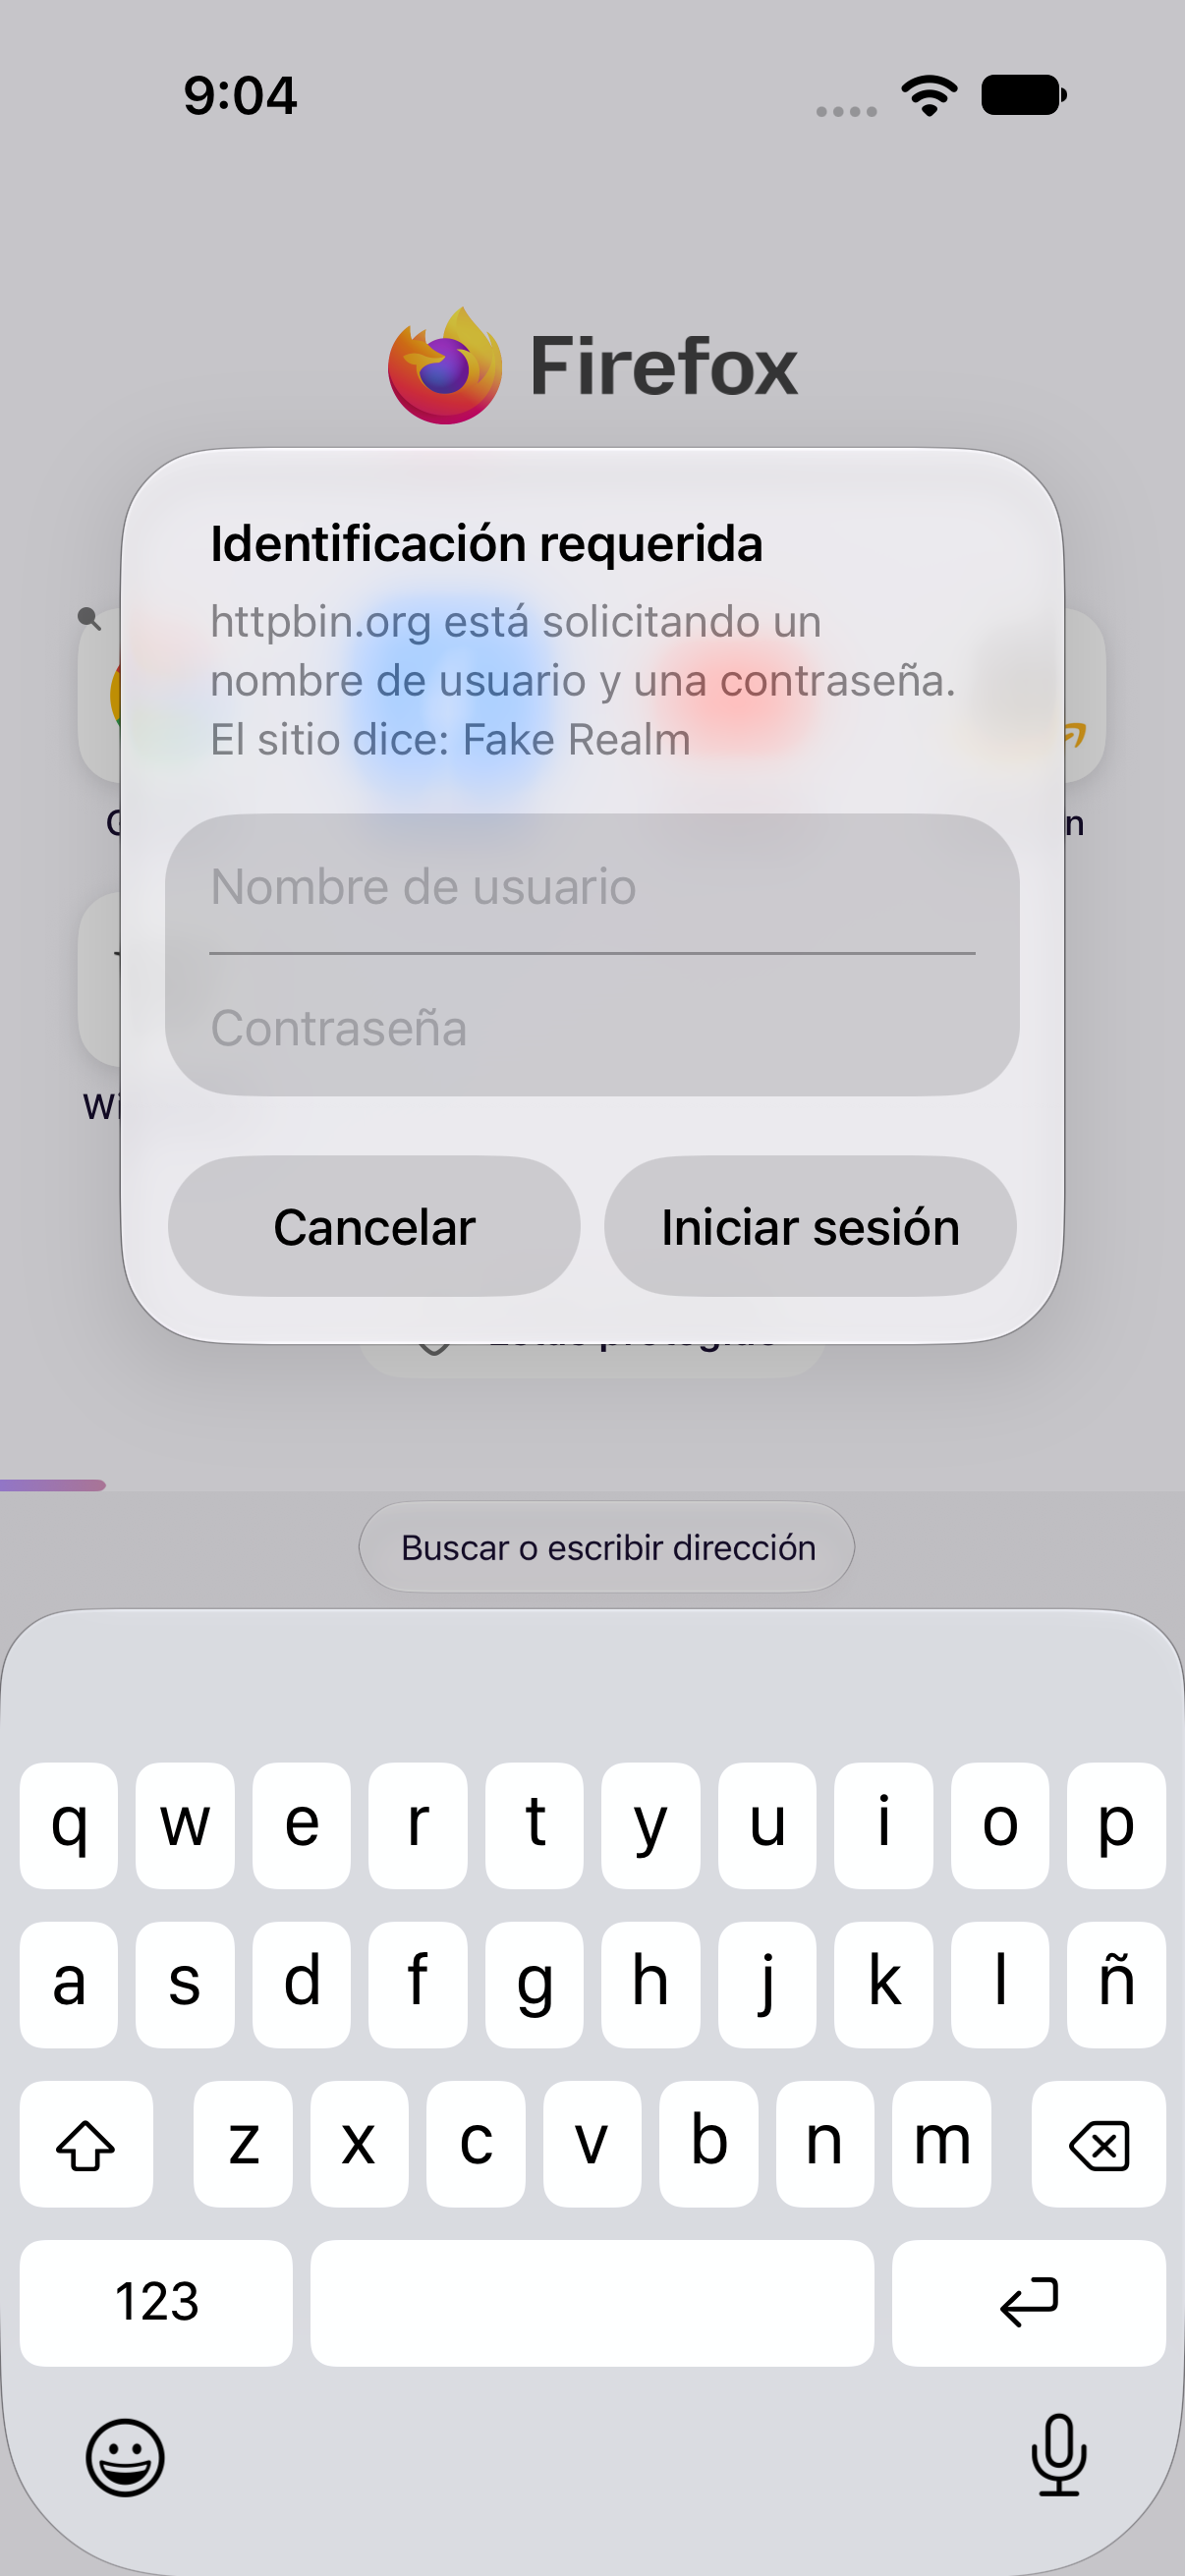 9:04
Firefox
Identificación requerida
httpbin.org está solicitando un
nombre de usuario y una contraseña.
El sitio dice: Fake Realm
Nombre de usuario
Contraseña
Cancelar
Iniciar sesión
Buscar o escribir dirección
q w e r t y u i o p
a s d f g h j k l ñ
z x c v b n m
123